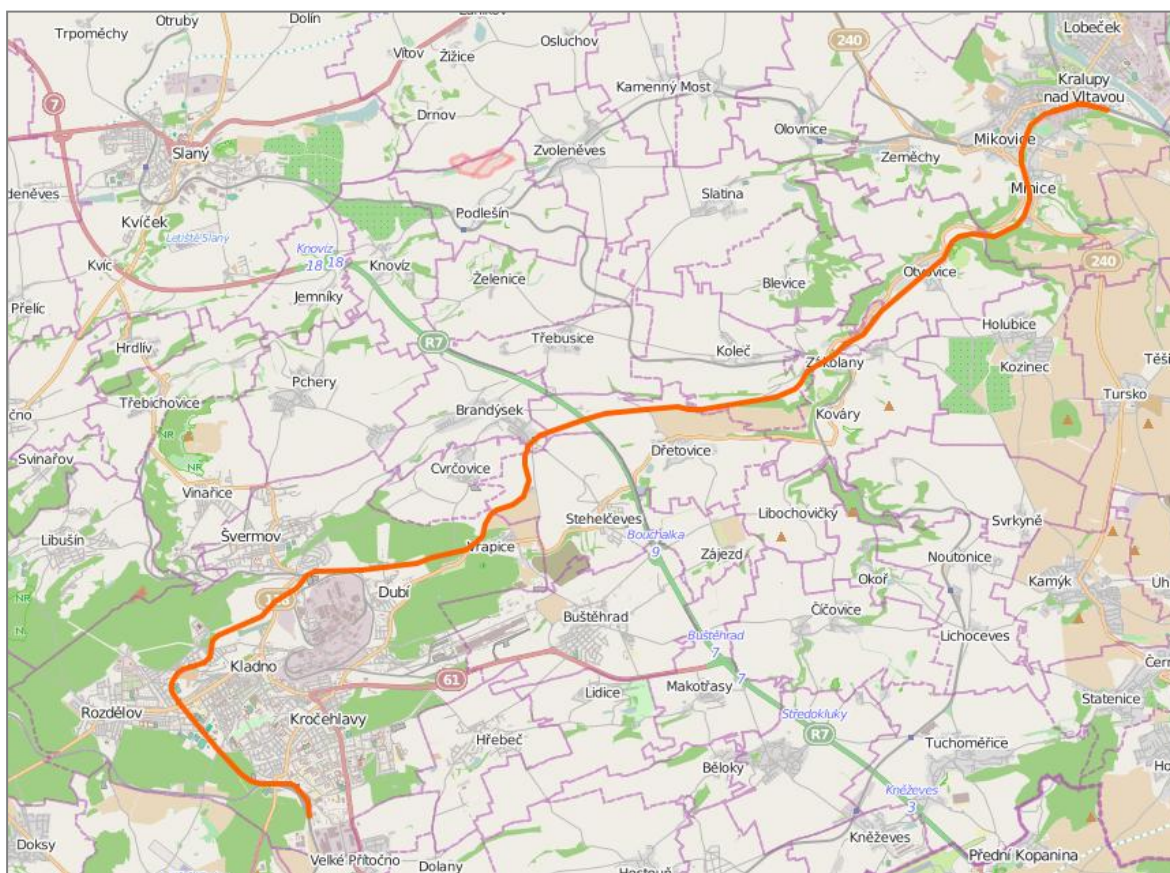 Otruby
Dolín
Trpoměchy
Vítov
Žižice
Osluchov
240
Lobeček
Kamenný Most
Kralupy
nad Vltavou
7
Drnov
Olovnice
Mikovice
Slaný
Zvoleněves
Zeměchy
Minice
Slatina
Podlešín
Kvíček
Letiště Slaný
Knovíz
18 18
Knovíz
Otvovice
240
Kvíc
Želenice
Blevice
Jemníky
Přelíc
Holubice
R7
Třebusice
Koleč
Hrdlív
Zákolany
Kozinec
Pchery
Třebichovice
Tursko
Brandýsek
Kováry
NR
Dřetovice
Svinařov
Cvrčovice
NR
Vinařice
Libochovičky
Stehelčeves
Svrkyně
Libušín
Švermov
Vrapice
Bouchalka
9
Zájezd
Noutonice
Okoř
Kamýk
Dubí
NR
Číčovice
Buštěhrad
Lichoceves
Buštěhrad
7
7
Kladno
61
Lidice
Makotřasy
Rozdělov
Statenice
Kročehlavy
Středokluky
Hřebeč
R7
Tuchoměřice
Běloky
Kněževes
3
Kněževes
Doksy
Velké Přítočno
Dolany
Hostouň
Přední Kopanina